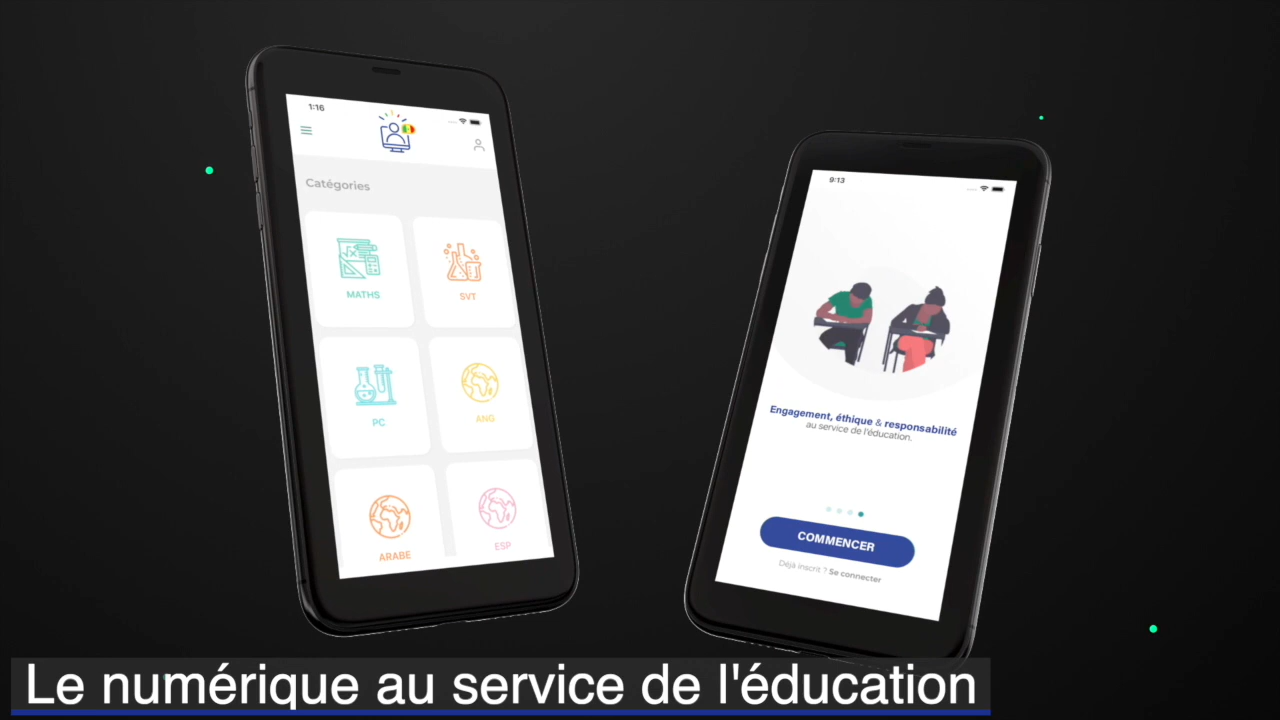 1:16
Catégories
MATHS
SVT
PC
ANG
ARABE
ESP
9:13
Engagement, éthique & responsabilité
au service de l'éducation.
COMMENCER
Déjà inscrit ? Se connecter
Le numérique au service de l'éducation